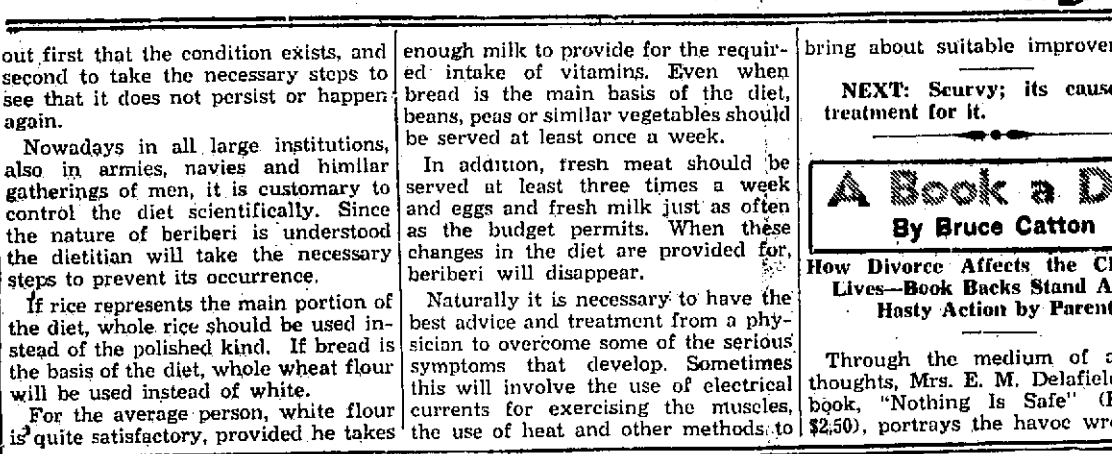 out first that the condition exists, and
second to take the necessary steps to
see that it does not persist or happen
again.
Nowadays in all large institutions,
also in armies, navies and himilar
gatherings of men, it is customary to
control the diet scientifically. Since
the nature of beriberi is understood
the dietitian will take the necessary
steps to prevent its occurrence.
If rice represents the main portion of
the diet, whole rice should be used in-
stead of the polished kind. If bread is
the basis of the diet, whole wheat flour
will be used instead of white.
For the average person, white flour
is quite satisfactory, provided he takes
enough milk to provide for the requir-
ed intake of vitamins. Even when
bread is the main basis of the diet,
beans, peas or similar vegetables should
be served at least once a week.
In addition, fresh meat should be
served at least three times a week
and eggs and fresh milk just as often
as the budget permits. When these
changes in the diet are provided for,
beriberi will disappear.
Naturally it is necessary to have the
best advice and treatment from a phy-
sician to overcome some of the serious
symptoms that develop. Sometimes
this will involve the use of electrical
currents for exercising the muscles,
the use of heat and other methods to
bring about suitable
NEXT: Scurvy; its
treatment for it.
A Book a
By Bruce Catton
How Divorce Affects the
Lives—Book Backs Stand
Hasty Action by
Through the medium of
thoughts, Mrs. E. M.
book, "Nothing Is Safe"
$2.50), portrays the havoc